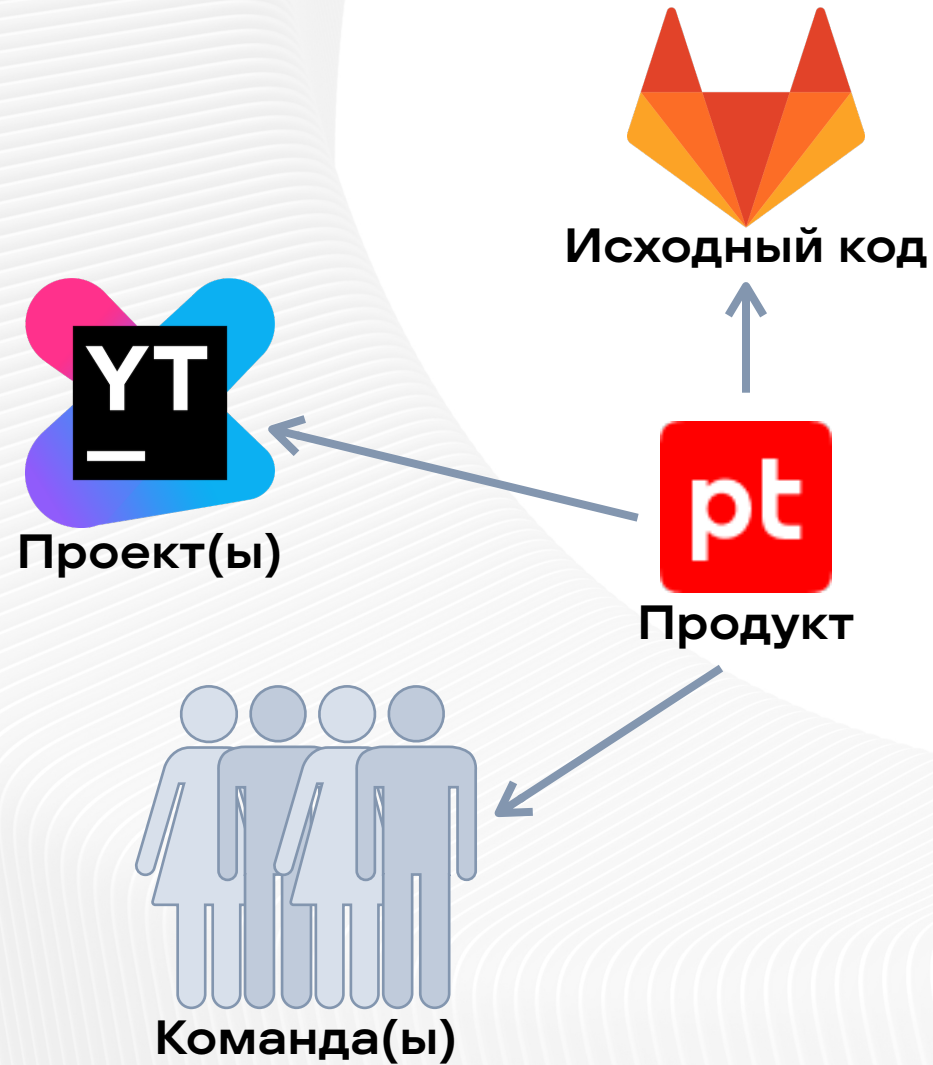 Исходный код
YT
Проект(ы)
pt
Продукт
Команда(ы)